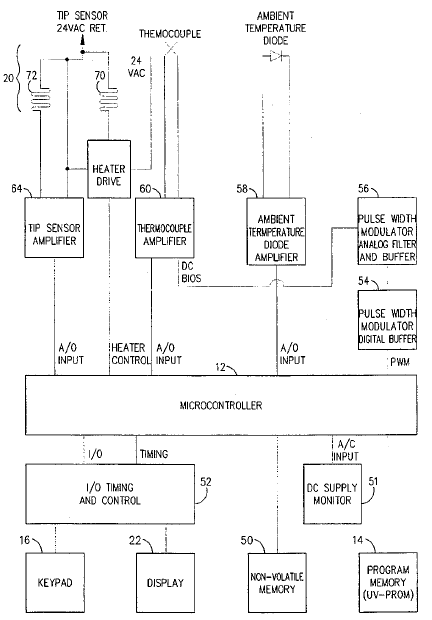 TIP SENSOR
24VAC RET.
THEMOCOUPLE
AMBIENT
TEMPERATURE
DIODE
20
72
70
24
VAC
HEATER
DRIVE
64
60
58
56
TIP SENSOR
AMPLIFIER
THERMOCOUPLE
AMPLIFIER
AMBIENT
TERMPERATURE
DIODE
AMPLIFIER
PULSE WIDTH
MODULATOR
ANALOG FILTER
AND BUFFER
DC
BIOS
54
PULSE WIDTH
MODULATOR
DIGITAL BUFFER
A/O
INPUT
HEATER
CONTROL
A/O
INPUT
A/O
INPUT
12
PWM
MICROCONTROLLER
I/O
TIMING
A/C
INPUT
I/O TIMING
AND CONTROL
52
DC SUPPLY
MONITOR
51
16
22
50
14
KEYPAD
DISPLAY
NON-VOLATILE
MEMORY
PROGRAM
MEMORY
(UV-PROM)